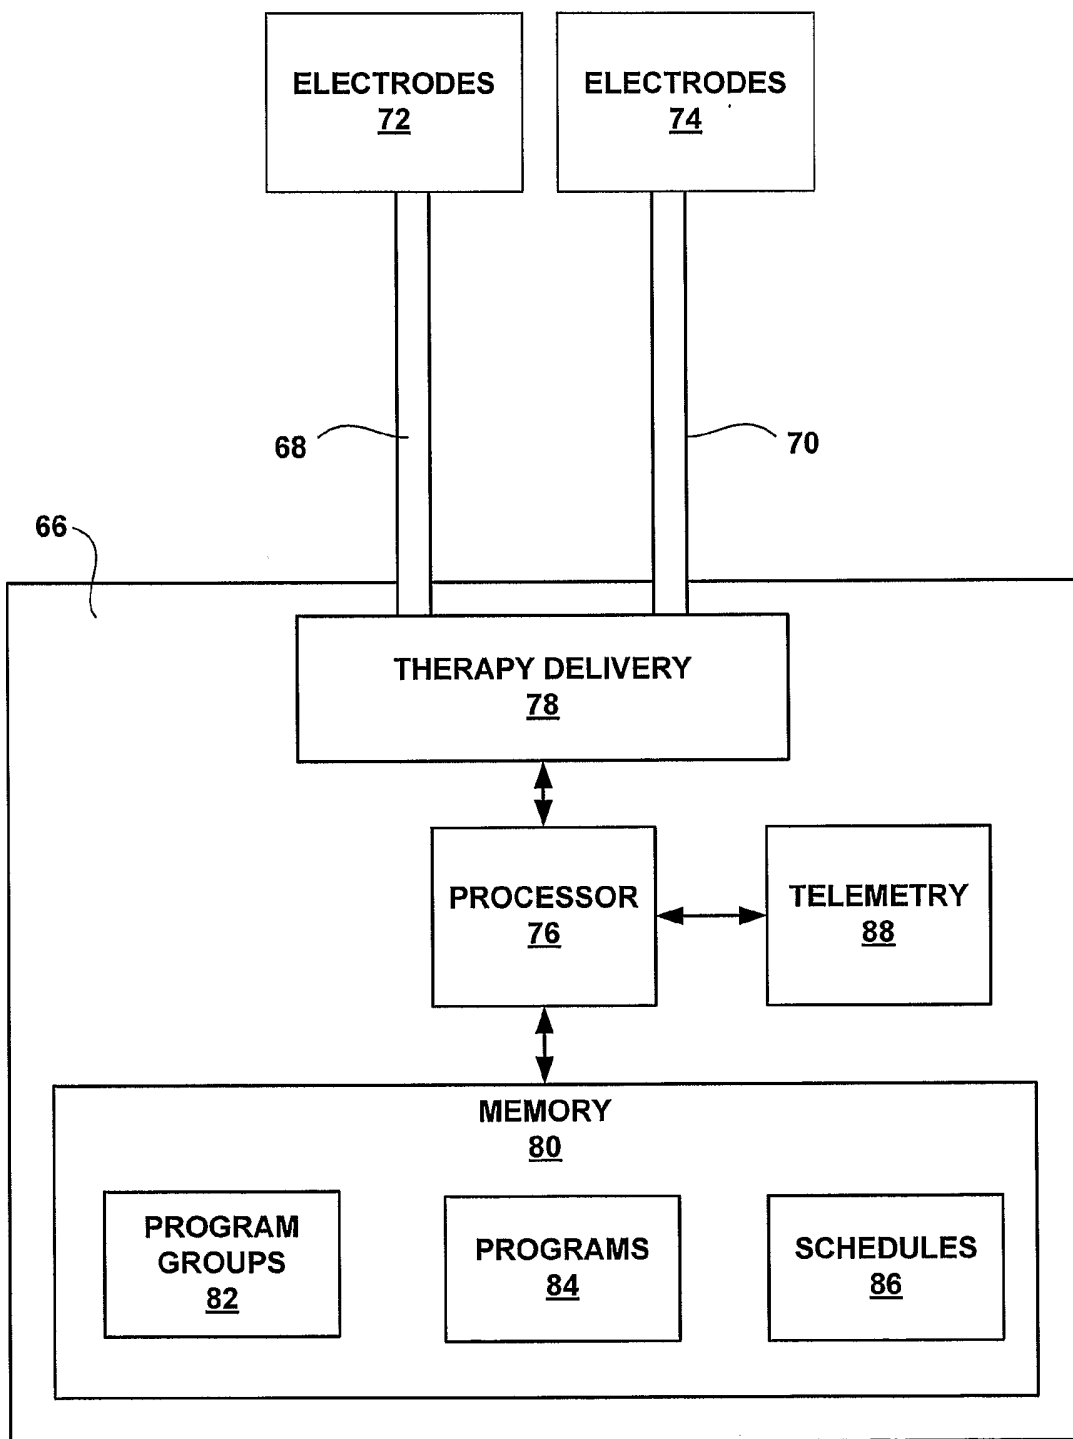 ELECTRODES
72
ELECTRODES
74
68
70
66
THERAPY DELIVERY
78
PROCESSOR
76
TELEMETRY
88
MEMORY
80
PROGRAM
GROUPS
82
PROGRAMS
84
SCHEDULES
86